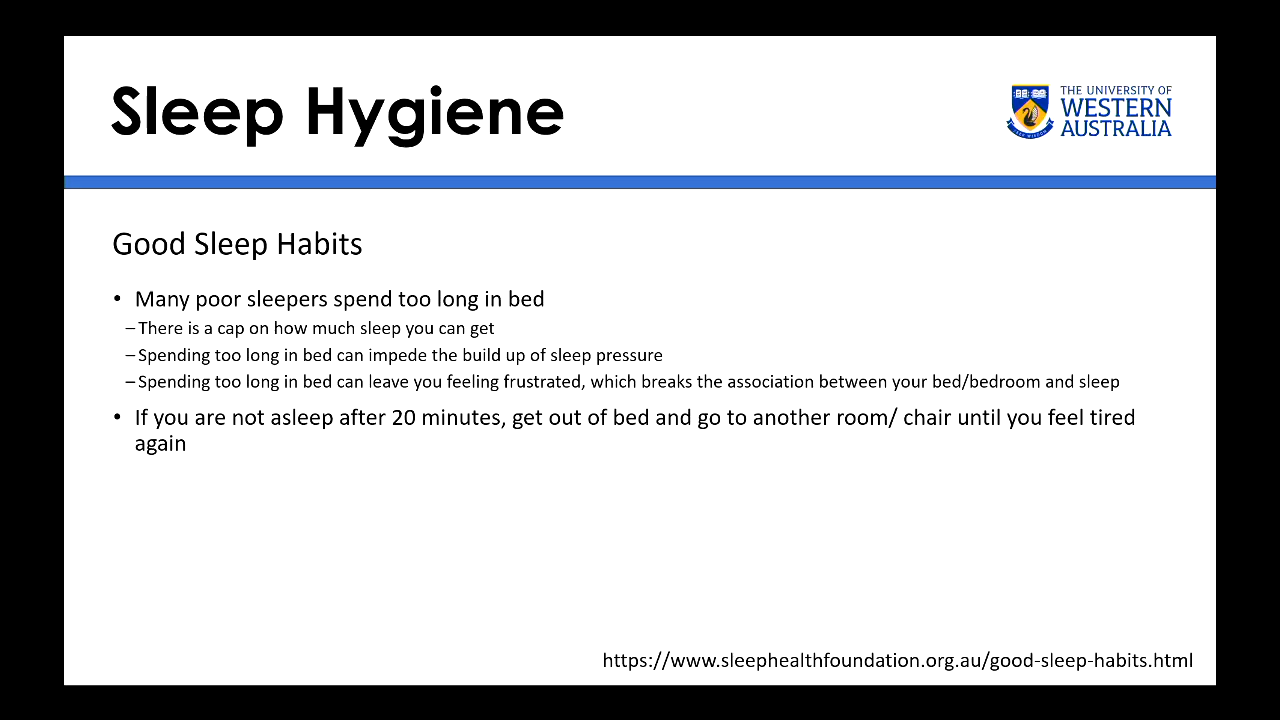 Sleep Hygiene
THE UNIVERSITY OF
WESTERN
AUSTRALIA
Good Sleep Habits
• Many poor sleepers spend too long in bed
– There is a cap on how much sleep you can get
– Spending too long in bed can impede the build up of sleep pressure
– Spending too long in bed can leave you feeling frustrated, which breaks the association between your bed/bedroom and sleep
• If you are not asleep after 20 minutes, get out of bed and go to another room/ chair until you feel tired
again
https://www.sleephealthfoundation.org.au/good-sleep-habits.html